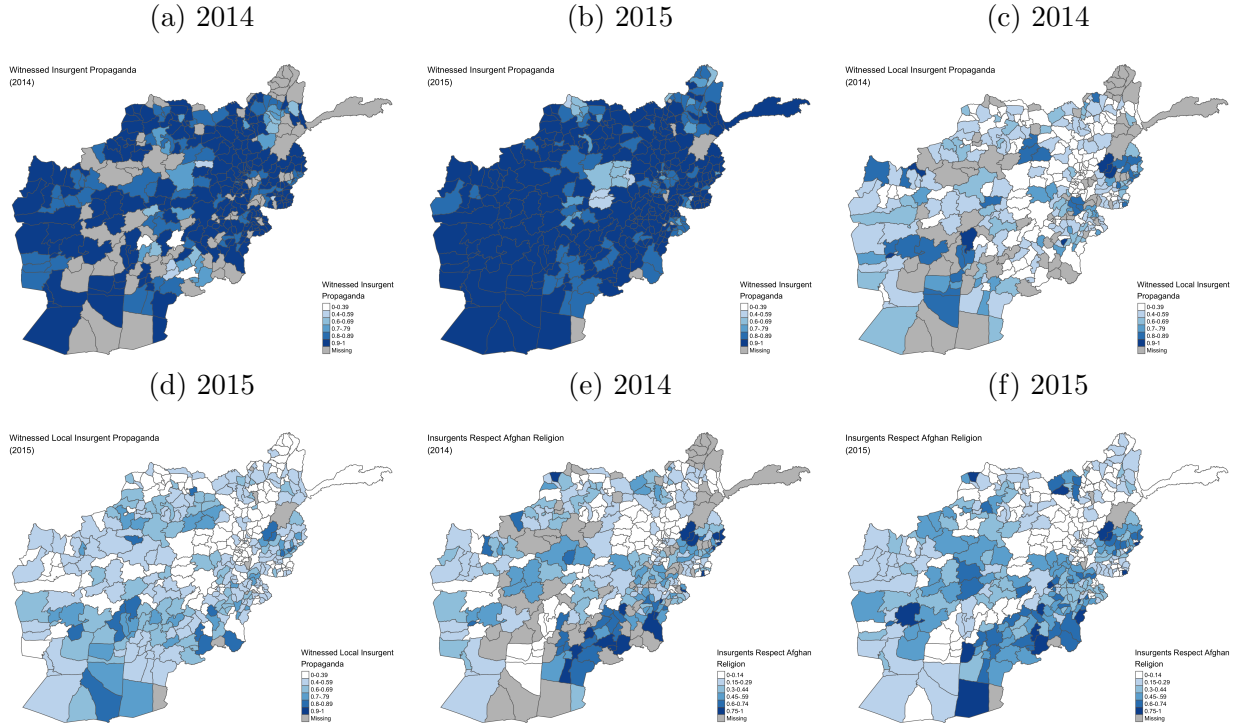 (a) 2014
(b) 2015
(c) 2014
Witnessed Insurgent Propaganda
(2014)
Witnessed Insurgent
Propaganda
0-0.39
0.4-0.59
0.6-0.69
0.7-.79
0.8-0.89
0.9-1
Missing
Witnessed Insurgent Propaganda
(2015)
Witnessed Insurgent
Propaganda
0-0.39
0.4-0.59
0.6-0.69
0.7-.79
0.8-0.89
0.9-1
Missing
Witnessed Local Insurgent Propaganda
(2014)
Witnessed Local Insurgent
Propaganda
0-0.39
0.4-0.59
0.6-0.69
0.7-.79
0.8-0.89
0.9-1
Missing
(d) 2015
(e) 2014
(f) 2015
Witnessed Local Insurgent Propaganda
(2015)
Witnessed Local Insurgent
Propaganda
0-0.39
0.4-0.59
0.6-0.69
0.7-.79
0.8-0.89
0.9-1
Missing
Insurgents Respect Afghan Religion
(2014)
Insurgents Respect Afghan
Religion
0-0.14
0.15-0.29
0.3-0.44
0.45-.59
0.6-0.74
0.75-1
Missing
Insurgents Respect Afghan Religion
(2015)
Insurgents Respect Afghan
Religion
0-0.14
0.15-0.29
0.3-0.44
0.45-.59
0.6-0.74
0.75-1
Missing